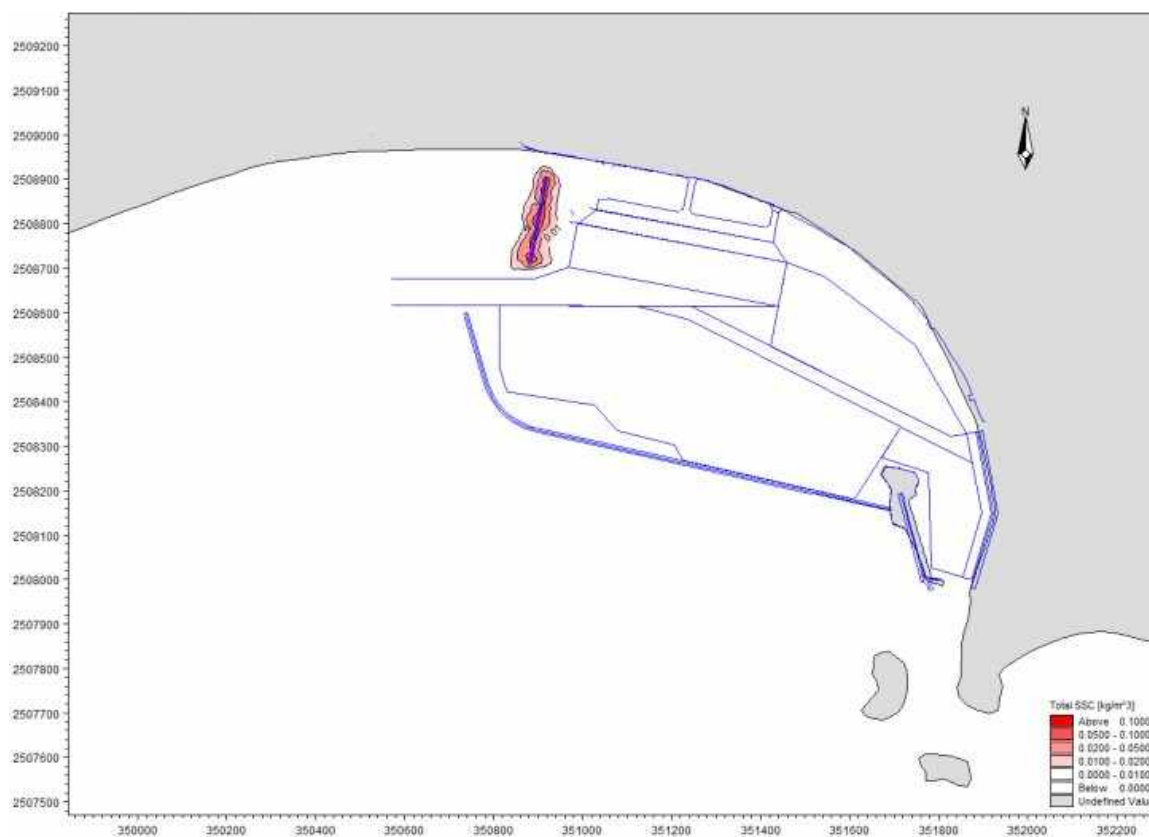 2509200
2509100
N
2509000
2508900
2508800
0.01
2508700
2508600
2508500
2508400
2508300
2508200
2508100
2508000
2507900
2507800
2507700
2507600
2507500
Total SSC [kg/m^3]
Above 0.1000
0.0500 - 0.1000
0.0200 - 0.0500
0.0100 - 0.0200
0.0000 - 0.0100
Below 0.0000
Undefined Value
350000 350200 350400 350600 350800 351000 351200 351400 351600 351800 352000 352200